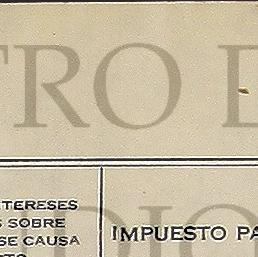 TRO D
TERESES
S SOBRE
SE CAUSA
IMPUESTO PA